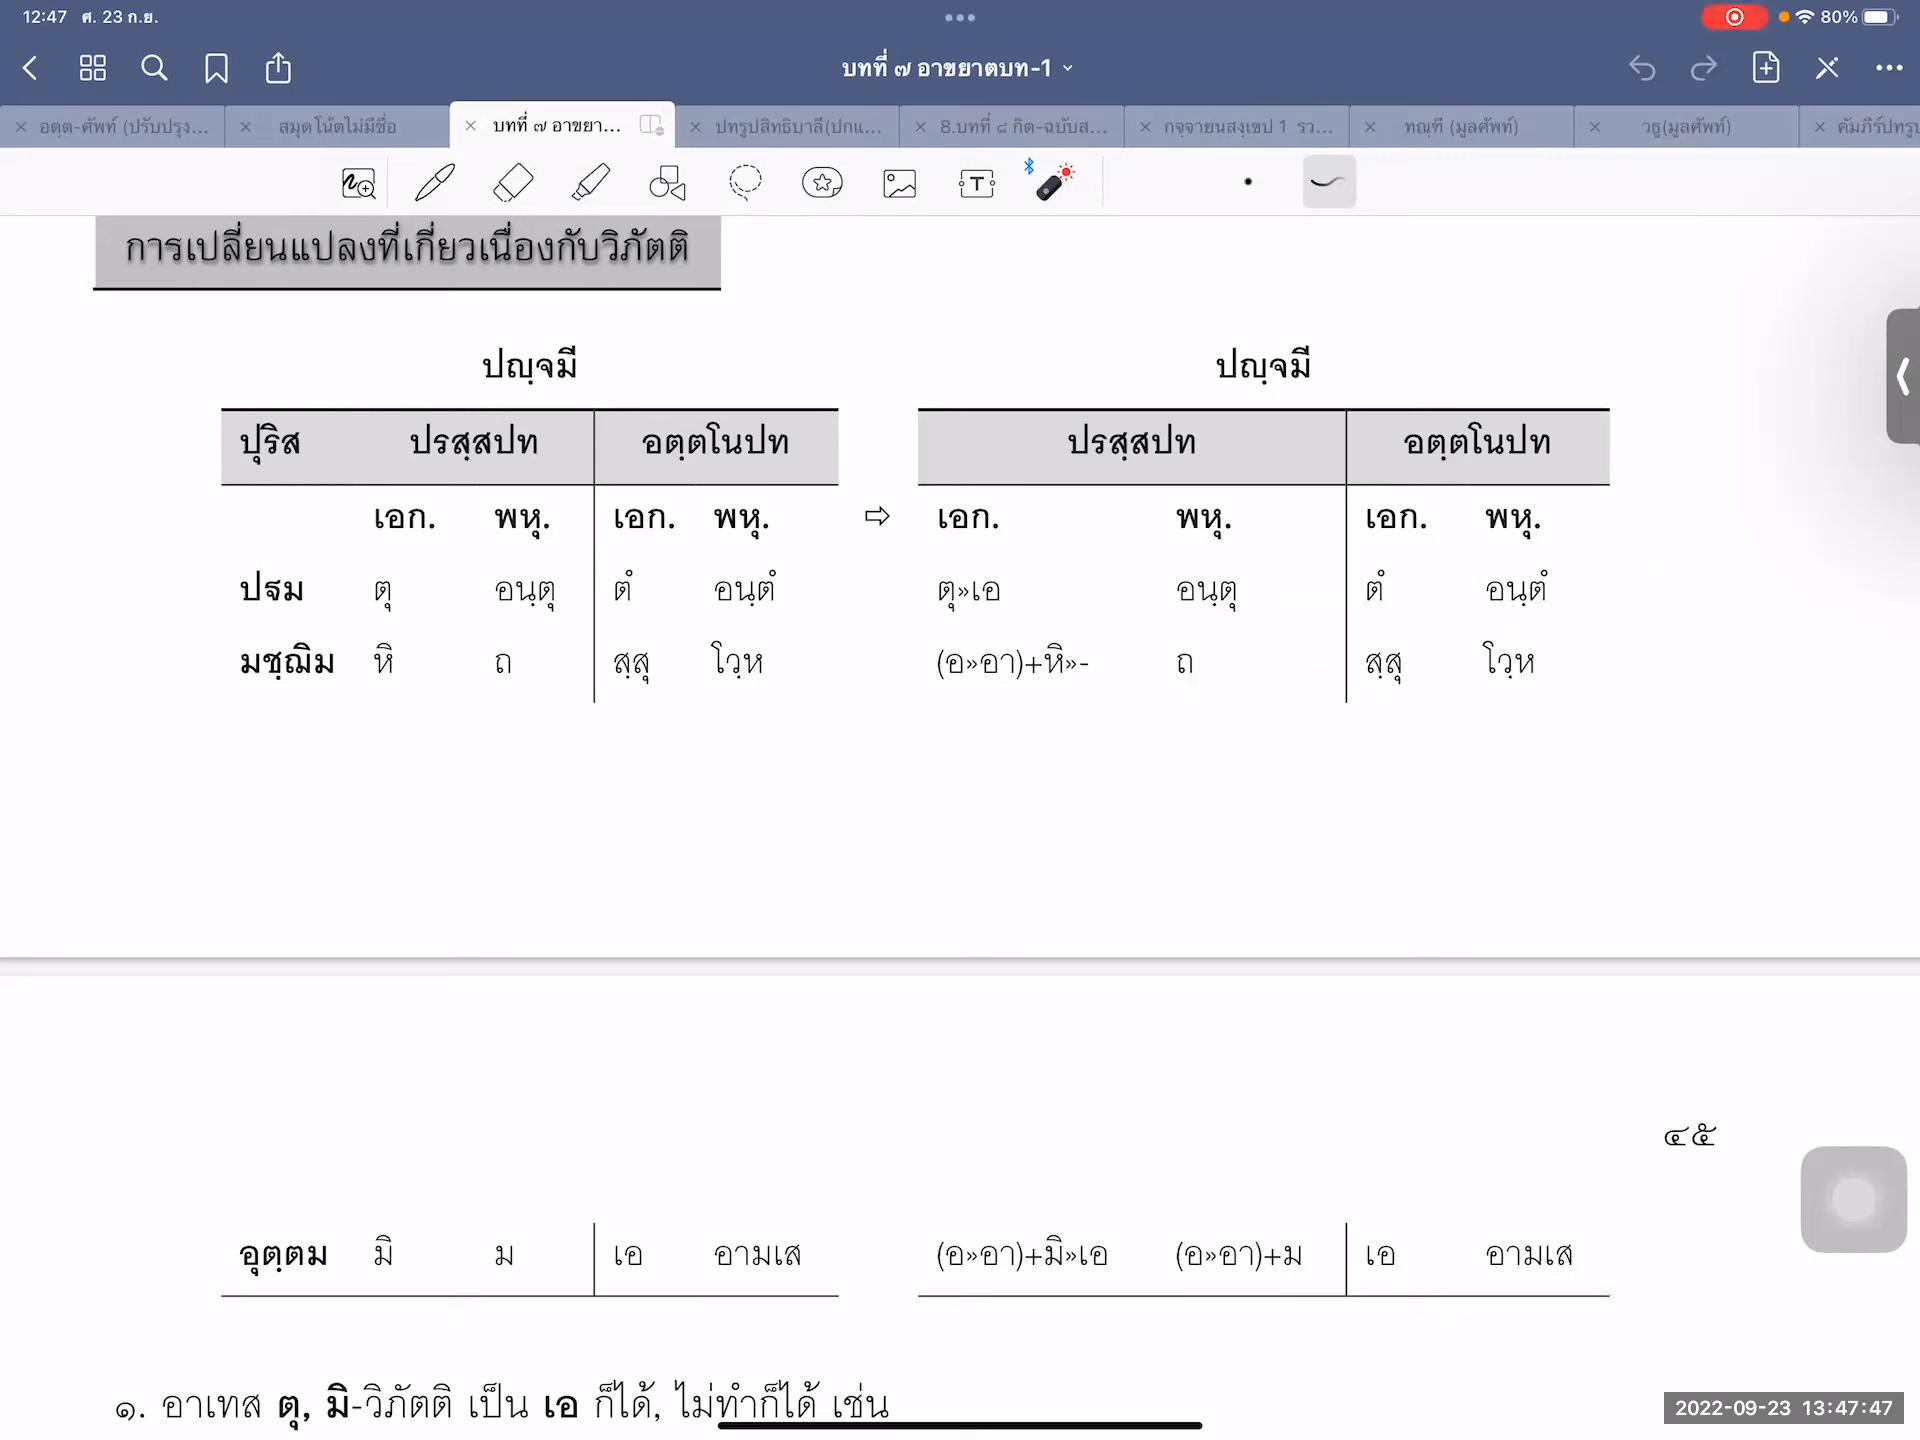 12:47 ศ. 23 ก.ย.
80%
บทที่ ๗ อาขยาตบท-1
อตฺต-ศัพท์ (ปรับปรุง...
สมุดโน้ตไม่มีชื่อ
บทที่ ๗ อาขยา...
ปทรูปสิทธิบาลี(ปกแ...
8.บทที่ ๘ กิต-ฉบับส...
กจฺจายนสงฺเขป 1 รว...
ทณฺฑี (มูลศัพท์)
วธู(มูลศัพท์)
คัมภีร์ปทรูป
การเปลี่ยนแปลงที่เกี่ยวเนื่องกับวิภัตติ
ปญฺจมี ปญฺจมี
ปุริส ปรสฺสปท อตฺตโนปท ปรสฺสปท อตฺตโนปท
เอก. พหุ. เอก. พหุ. ⇨ เอก. พหุ. เอก. พหุ.
ปฐม ตุ อนฺตุ ตํ อนฺตํ ตุ»เอ อนฺตุ ตํ อนฺตํ
มชฺฌิม หิ ถ สฺสุ โวฺห (อ»อา)+หิ»- ถ สฺสุ โวฺห
๔๕
อุตฺตม มิ ม เอ อามเส (อ»อา)+มิ»เอ (อ»อา)+ม เอ อามเส
๑. อาเทส ตุ, มิ-วิภัตติ เป็น เอ ก็ได้, ไม่ทำก็ได้ เช่น
2022-09-23 13:47:47